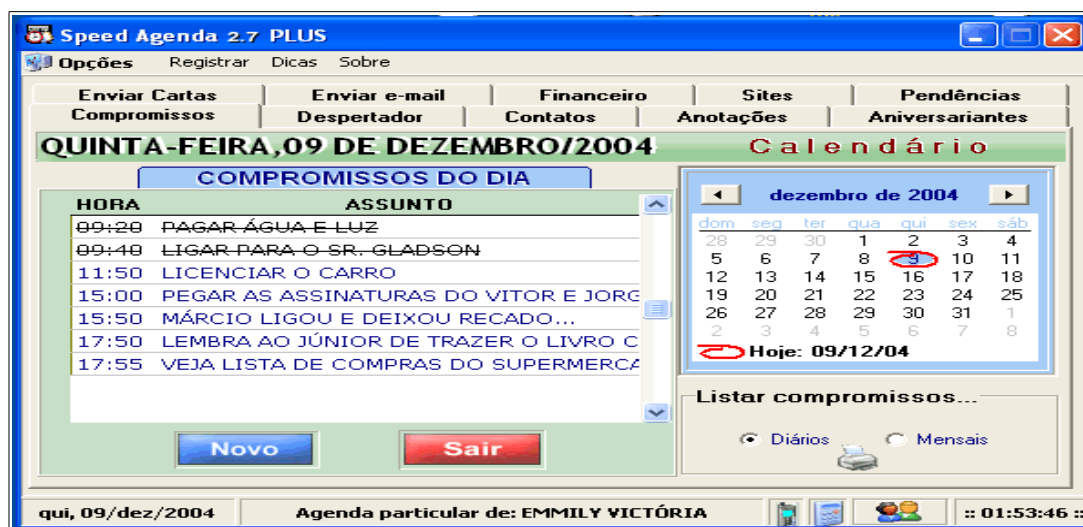 Speed Agenda 2.7 PLUS
Opções Registrar Dicas Sobre
Enviar Cartas Enviar e-mail Financeiro Sites Pendências
Compromissos Despertador Contatos Anotações Aniversariantes
QUINTA-FEIRA,09 DE DEZEMBRO/2004
COMPROMISSOS DO DIA
HORA ASSUNTO
09:20 PAGAR ÁGUA E LUZ
09:40 LIGAR PARA O SR. GLADSON
11:50 LICENCIAR O CARRO
15:00 PEGAR AS ASSINATURAS DO VITOR E JORG
15:50 MÁRCIO LIGOU E DEIXOU RECADO...
17:50 LEMBRA AO JÚNIOR DE TRAZER O LIVRO C
17:55 VEJA LISTA DE COMPRAS DO SUPERMERCA
Novo Sair
Calendário
dezembro de 2004
dom seg ter qua qui sex sáb
28 29 30 1 2 3 4
5 6 7 8 9 10 11
12 13 14 15 16 17 18
19 20 21 22 23 24 25
26 27 28 29 30 31 1
2 3 4 5 6 7 8
Hoje: 09/12/04
Listar compromissos...
Diários Mensais
qui, 09/dez/2004 Agenda particular de: EMMILY VICTÓRIA :: 01:53:46 ::